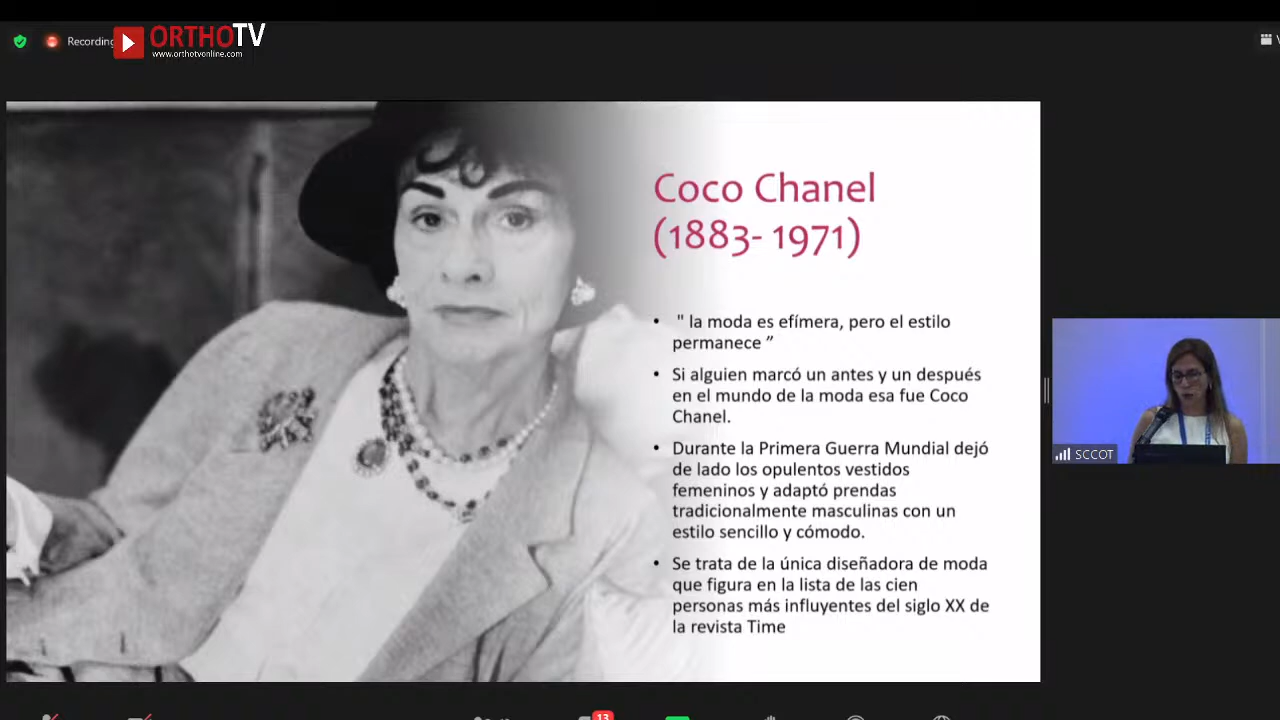 Recording
ORTHOTV
www.orthotvonline.com
Coco Chanel
(1883- 1971)
• " la moda es efímera, pero el estilo
permanece ”
• Si alguien marcó un antes y un después
en el mundo de la moda esa fue Coco
Chanel.
• Durante la Primera Guerra Mundial dejó
de lado los opulentos vestidos
femeninos y adaptó prendas
tradicionalmente masculinas con un
estilo sencillo y cómodo.
• Se trata de la única diseñadora de moda
que figura en la lista de las cien
personas más influyentes del siglo XX de
la revista Time
SCCOT
13